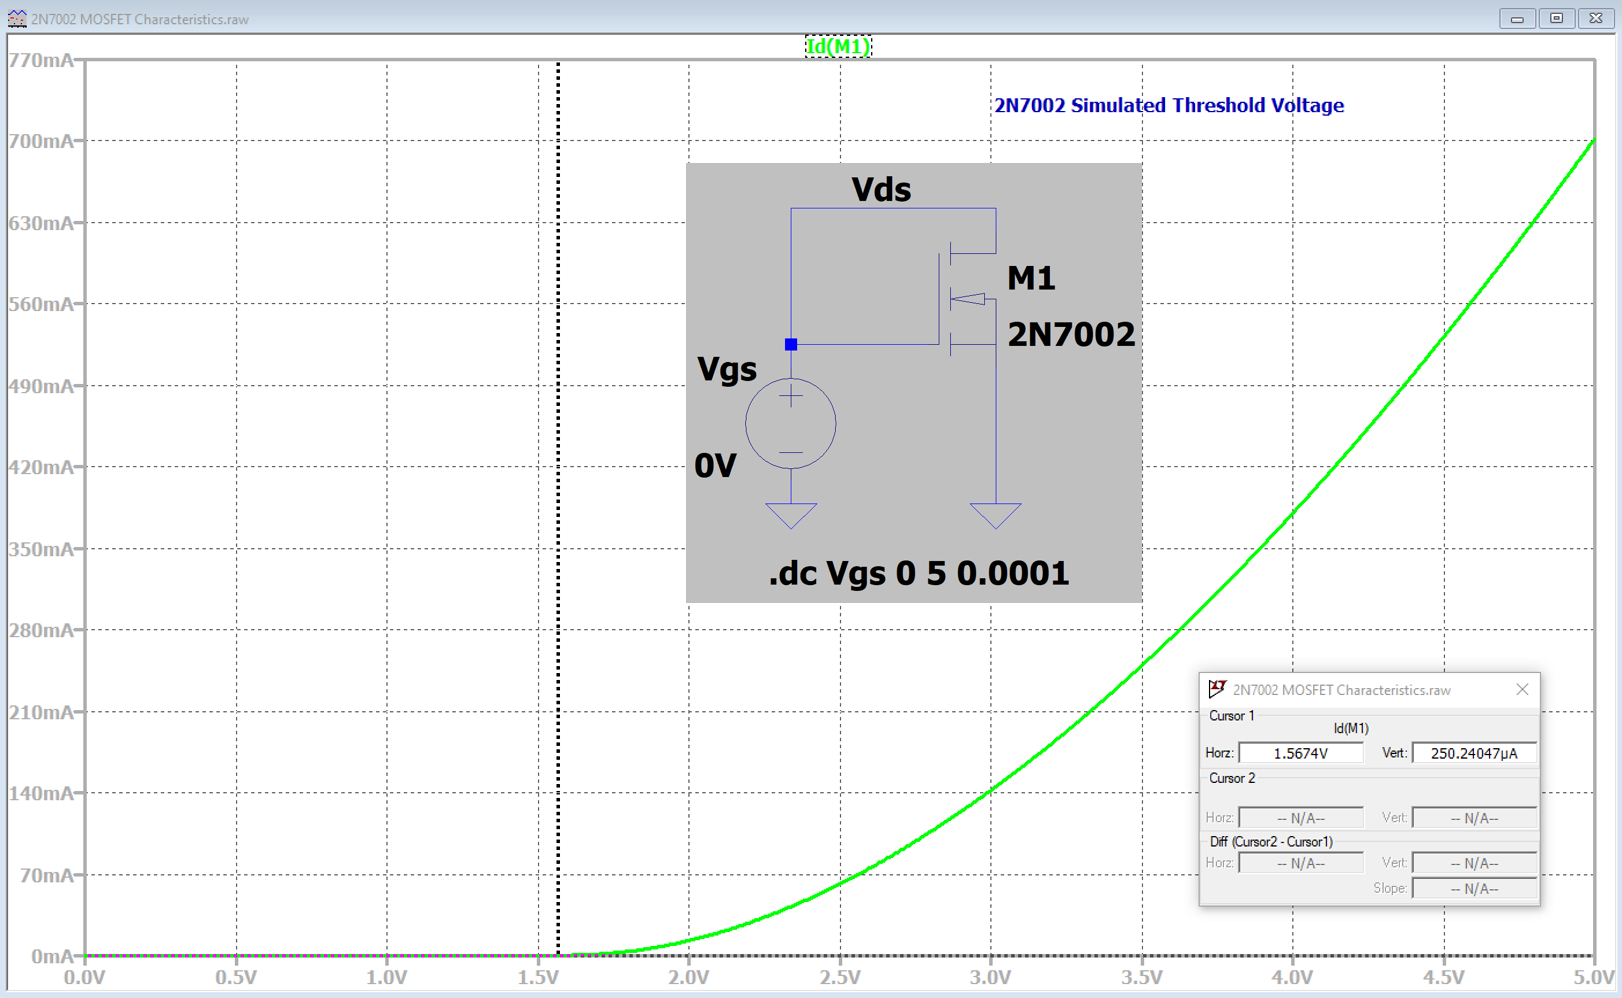 2N7002 MOSFET Characteristics.raw
Id(M1)
770mA
700mA
630mA
560mA
490mA
420mA
350mA
280mA
210mA
140mA
70mA
0mA
2N7002 Simulated Threshold Voltage
Vds
M1
2N7002
Vgs
0V
.dc Vgs 0 5 0.0001
2N7002 MOSFET Characteristics.raw
Cursor 1
Id(M1)
Horz: 1.5674V Vert: 250.24047µA
Cursor 2
Horz: -- N/A-- Vert: -- N/A--
Diff (Cursor2 - Cursor1)
Horz: -- N/A-- Vert: -- N/A--
Slope: -- N/A--
0.0V 0.5V 1.0V 1.5V 2.0V 2.5V 3.0V 3.5V 4.0V 4.5V 5.0V